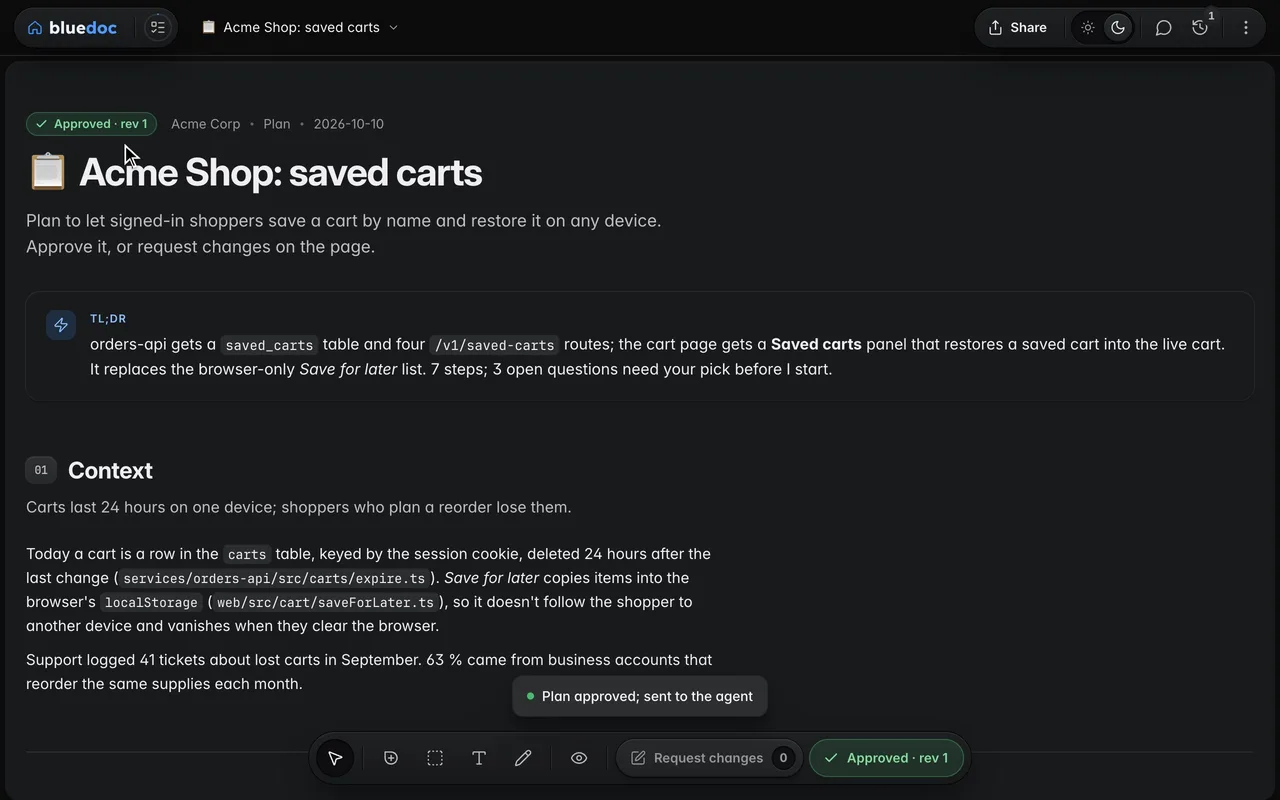 bluedoc
Acme Shop: saved carts
Share
1
Approved · rev 1
Acme Corp • Plan • 2026-10-10
Acme Shop: saved carts
Plan to let signed-in shoppers save a cart by name and restore it on any device.
Approve it, or request changes on the page.
TL;DR
orders-api gets a saved_carts table and four /v1/saved-carts routes; the cart page gets a Saved carts panel that restores a saved cart into the live cart.
It replaces the browser-only Save for later list. 7 steps; 3 open questions need your pick before I start.
01 Context
Carts last 24 hours on one device; shoppers who plan a reorder lose them.
Today a cart is a row in the carts table, keyed by the session cookie, deleted 24 hours after the
last change (services/orders-api/src/carts/expire.ts). Save for later copies items into the
browser's localStorage (web/src/cart/saveForLater.ts), so it doesn't follow the shopper to
another device and vanishes when they clear the browser.
Support logged 41 tickets about lost carts in September. 63 % came from business accounts that
reorder the same supplies each month.
Plan approved; sent to the agent
Request changes 0
Approved · rev 1